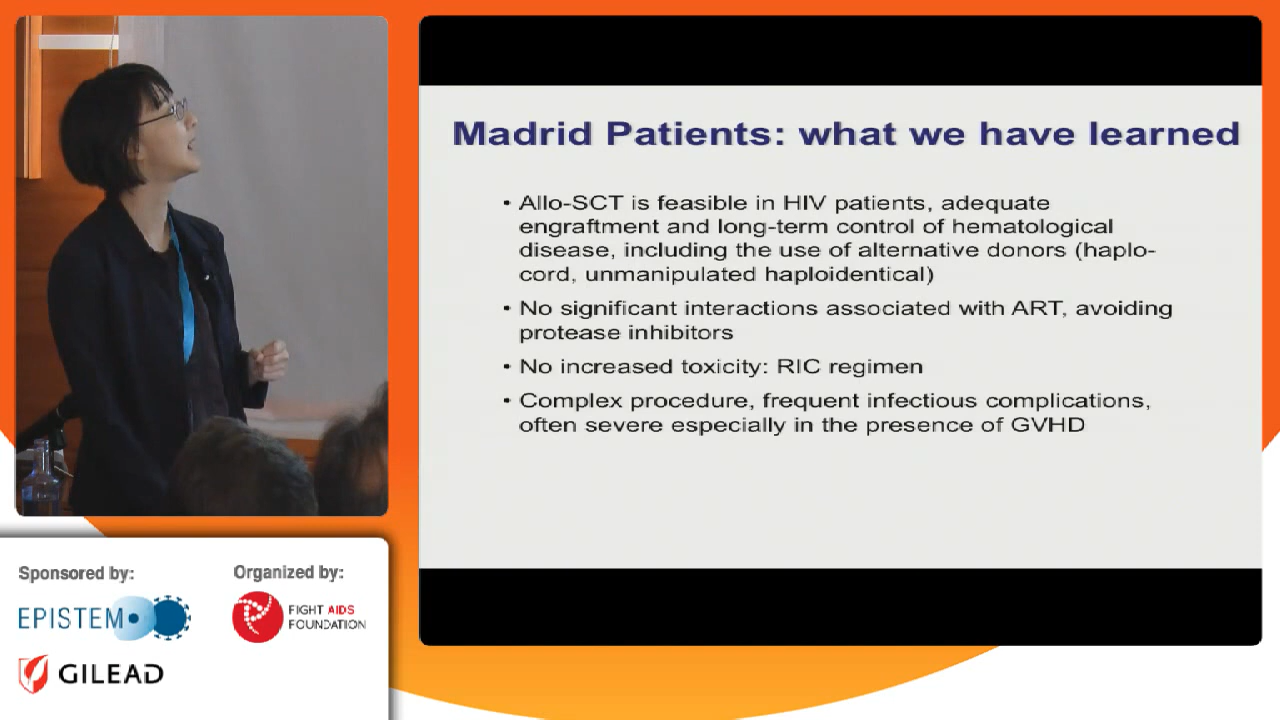 Madrid Patients: what we have learned
• Allo-SCT is feasible in HIV patients, adequate
engraftment and long-term control of hematological
disease, including the use of alternative donors (haplo-
cord, unmanipulated haploidentical)
• No significant interactions associated with ART, avoiding
protease inhibitors
• No increased toxicity: RIC regimen
• Complex procedure, frequent infectious complications,
often severe especially in the presence of GVHD
Sponsored by:
EPISTEM
GILEAD
Organized by:
FIGHT AIDS
FOUNDATION